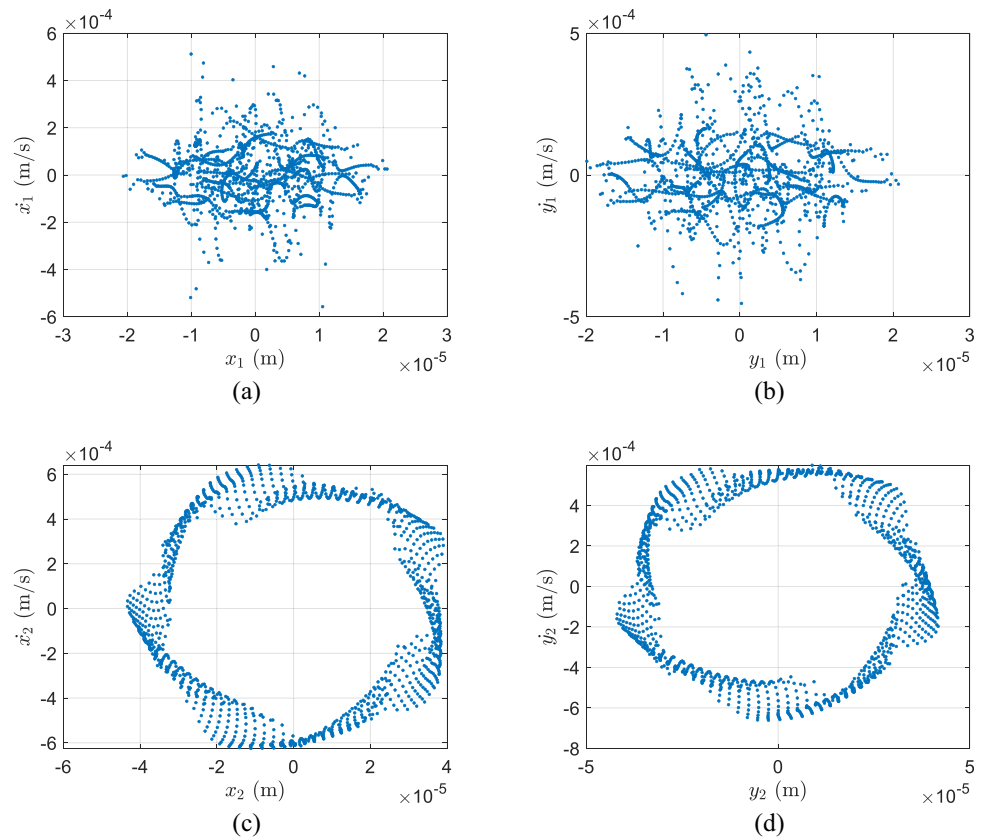 ×10⁻⁴
6
4
2
0
-2
-4
-6
ẋ₁ (m/s)
-3 -2 -1 0 1 2 3
x₁ (m)
×10⁻⁵
(a)
×10⁻⁴
5
0
-5
ẏ₁ (m/s)
-2 -1 0 1 2 3
y₁ (m)
×10⁻⁵
(b)
×10⁻⁴
6
4
2
0
-2
-4
-6
ẋ₂ (m/s)
-6 -4 -2 0 2 4
x₂ (m)
×10⁻⁵
(c)
×10⁻⁴
4
2
0
-2
-4
-6
-8
ẏ₂ (m/s)
-5 0 5
y₂ (m)
×10⁻⁵
(d)